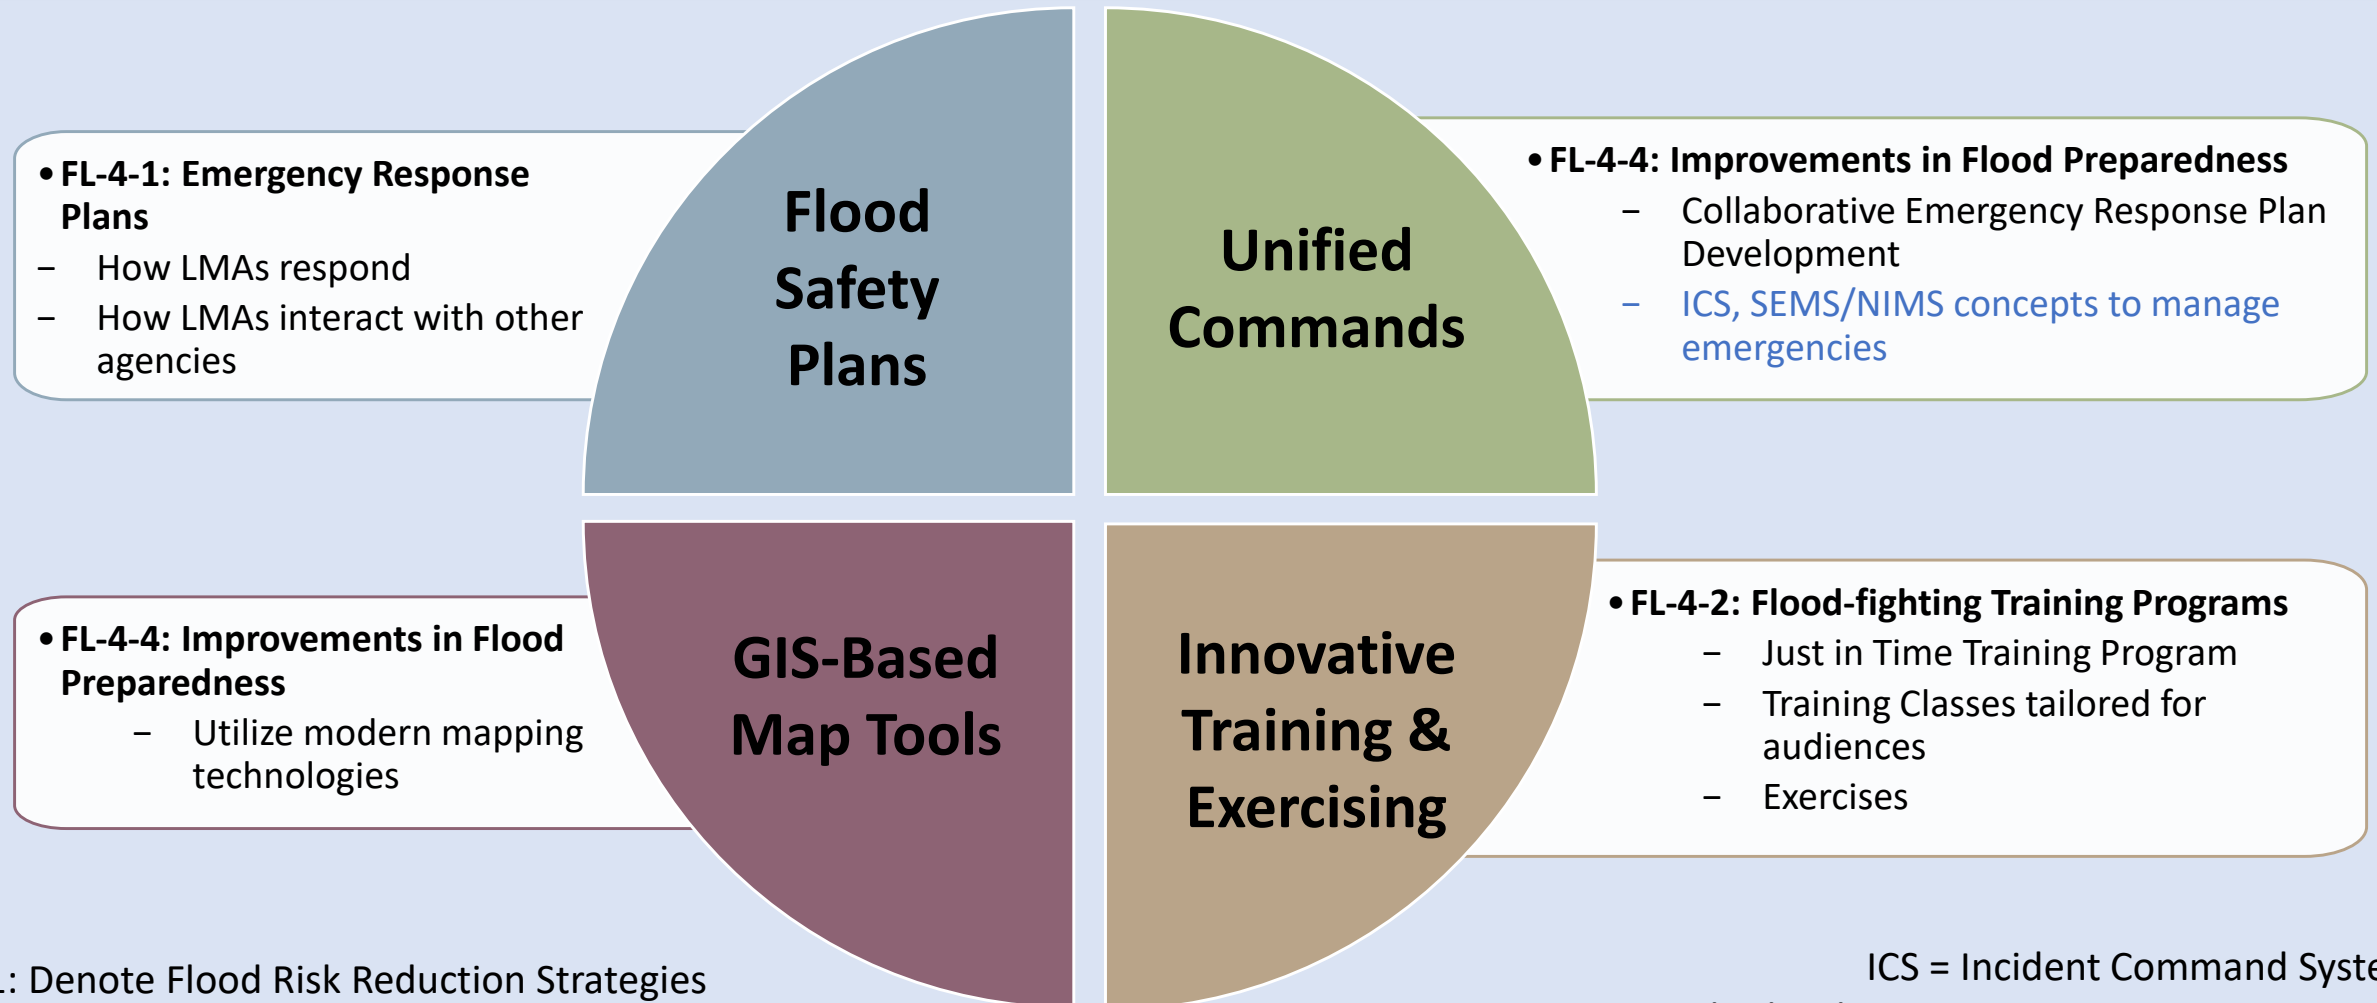 • FL-4-1: Emergency Response
Plans
– How LMAs respond
– How LMAs interact with other
agencies
Flood
Safety
Plans
Unified
Commands
• FL-4-4: Improvements in Flood Preparedness
– Collaborative Emergency Response Plan
Development
– ICS, SEMS/NIMS concepts to manage
emergencies
• FL-4-4: Improvements in Flood
Preparedness
– Utilize modern mapping
technologies
GIS-Based
Map Tools
Innovative
Training &
Exercising
• FL-4-2: Flood-fighting Training Programs
– Just in Time Training Program
– Training Classes tailored for
audiences
– Exercises
: Denote Flood Risk Reduction Strategies
ICS = Incident Command Syste